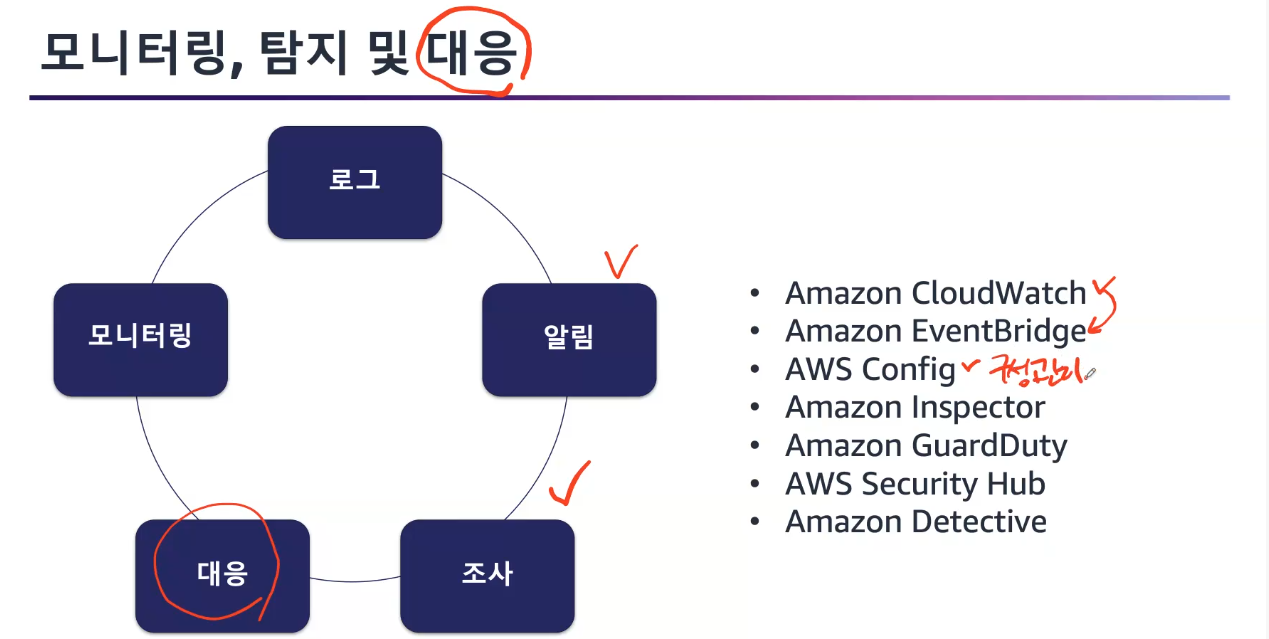 모니터링, 탐지 및 대응
로그
모니터링
알림
대응
조사
• Amazon CloudWatch
• Amazon EventBridge
• AWS Config 구성관리
• Amazon Inspector
• Amazon GuardDuty
• AWS Security Hub
• Amazon Detective